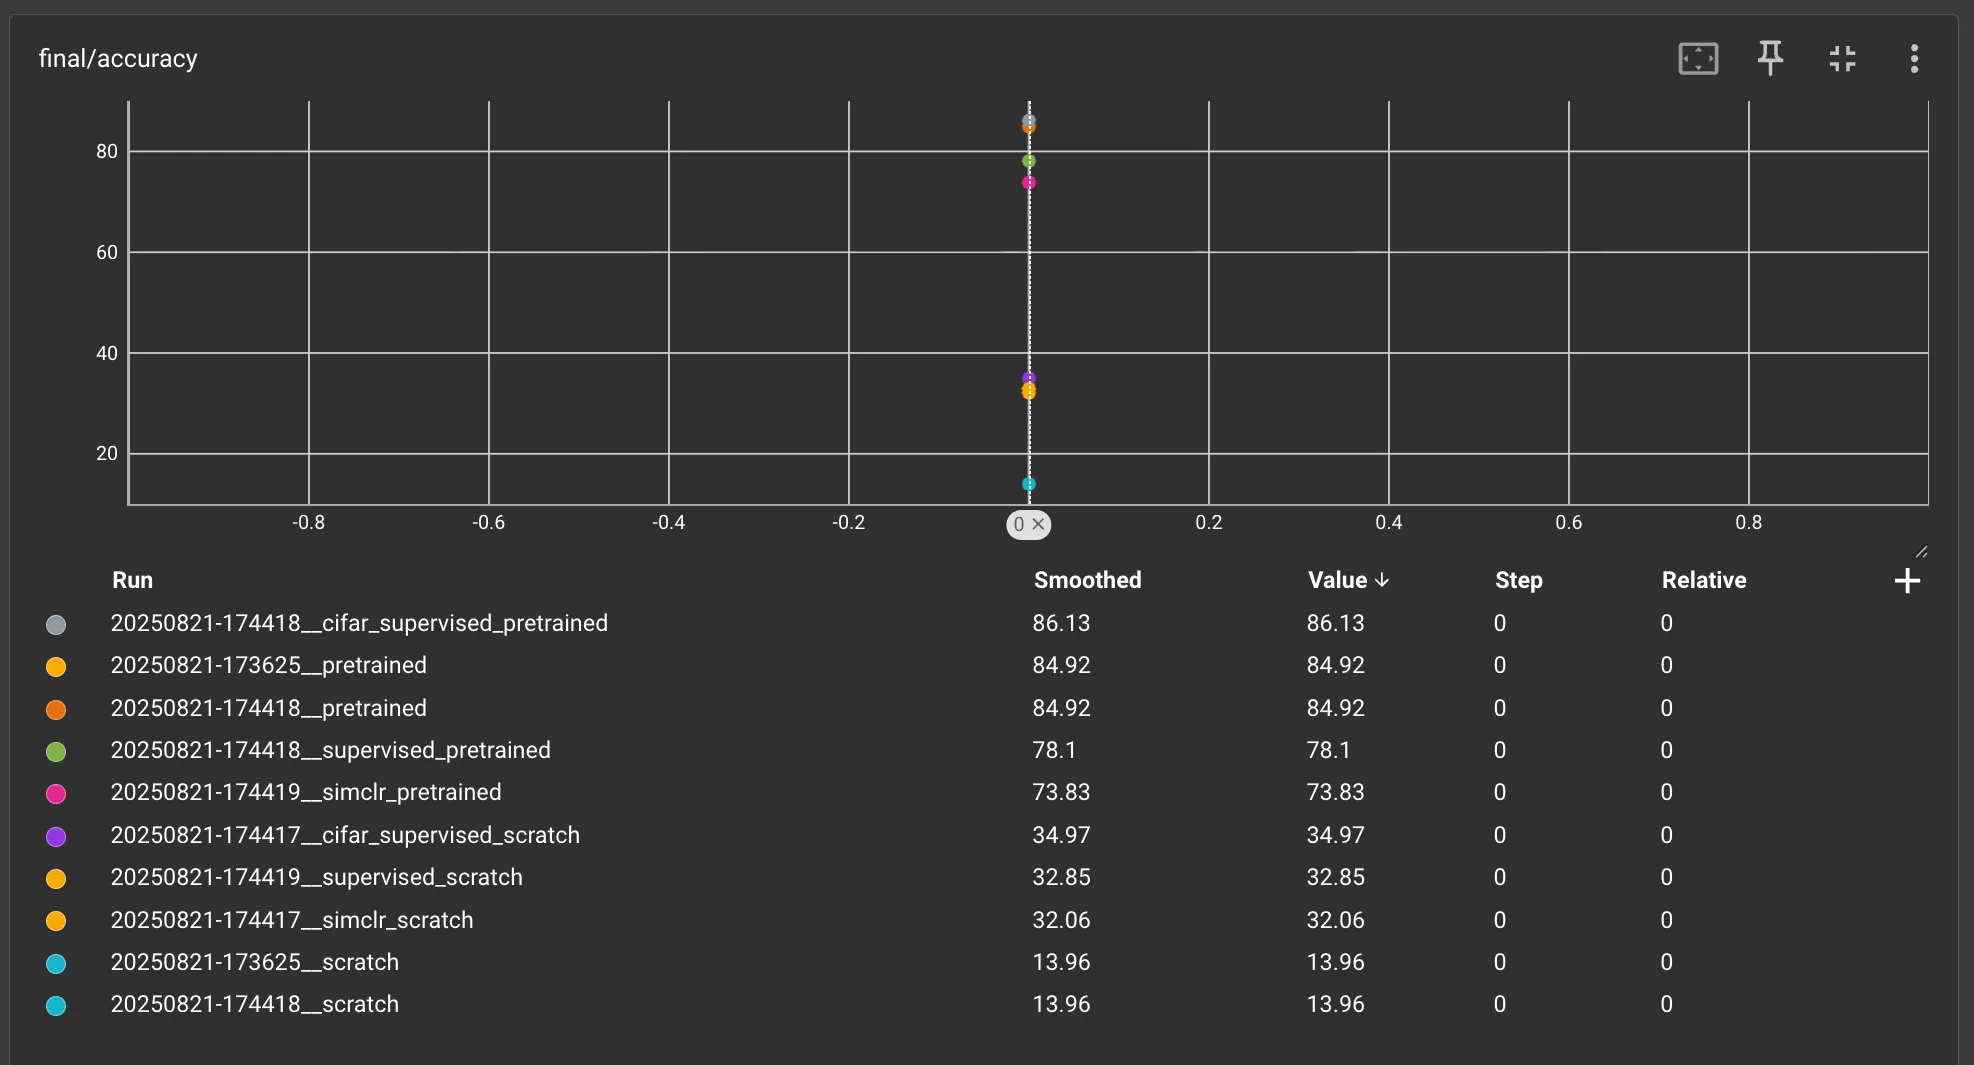 final/accuracy
80
60
40
20
-0.8 -0.6 -0.4 -0.2 0 × 0.2 0.4 0.6 0.8
Run Smoothed Value ↓ Step Relative +
20250821-174418__cifar_supervised_pretrained 86.13 86.13 0 0
20250821-173625__pretrained 84.92 84.92 0 0
20250821-174418__pretrained 84.92 84.92 0 0
20250821-174418__supervised_pretrained 78.1 78.1 0 0
20250821-174419__simclr_pretrained 73.83 73.83 0 0
20250821-174417__cifar_supervised_scratch 34.97 34.97 0 0
20250821-174419__supervised_scratch 32.85 32.85 0 0
20250821-174417__simclr_scratch 32.06 32.06 0 0
20250821-173625__scratch 13.96 13.96 0 0
20250821-174418__scratch 13.96 13.96 0 0